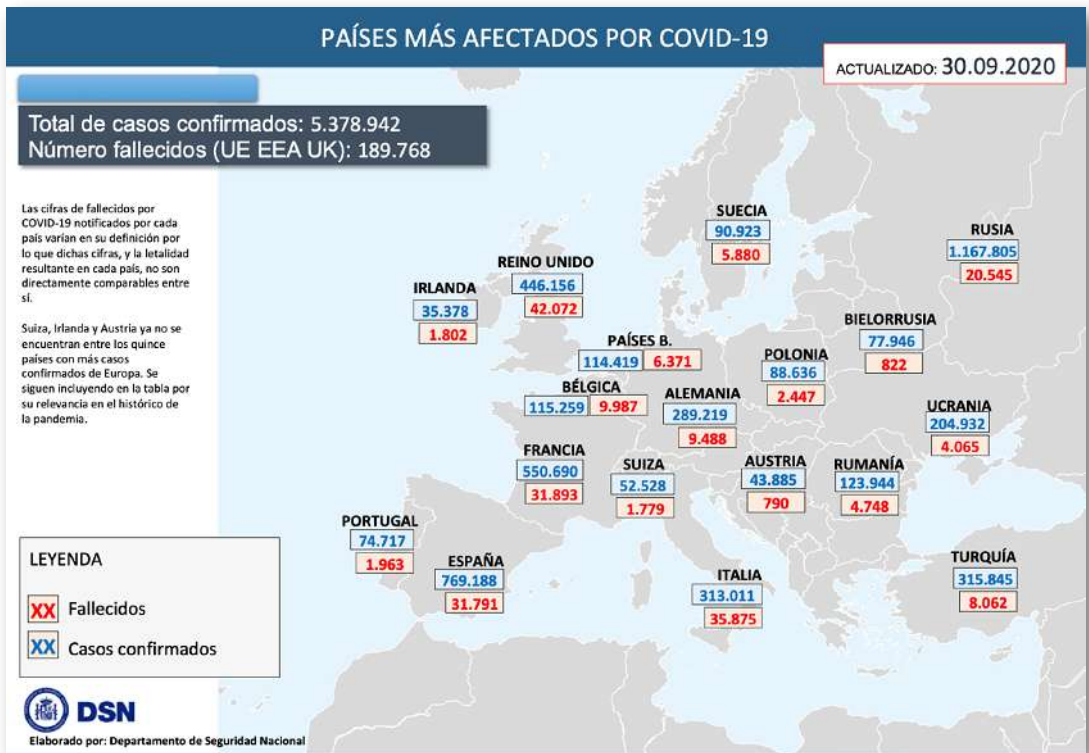 PAÍSES MÁS AFECTADOS POR COVID-19
ACTUALIZADO: 30.09.2020
Total de casos confirmados: 5.378.942
Número fallecidos (UE EEA UK): 189.768
Las cifras de fallecidos por
COVID-19 notificados por cada
país varían en su definición por
lo que dichas cifras, y la letalidad
resultante en cada país, no son
directamente comparables entre
sí.
Suiza, Irlanda y Austria ya no se
encuentran entre los quince
países con más casos
confirmados de Europa. Se
siguen incluyendo en la tabla por
su relevancia en el histórico de
la pandemia.
SUECIA
90.923
5.880
RUSIA
1.167.805
20.545
REINO UNIDO
446.156
42.072
IRLANDA
35.378
1.802
BIELORRUSIA
77.946
822
PAÍSES B.
114.419 6.371
POLONIA
88.636
2.447
BÉLGICA
115.259 9.987
ALEMANIA
289.219
9.488
UCRANIA
204.932
4.065
FRANCIA
550.690
31.893
SUIZA
52.528
1.779
AUSTRIA
43.885
790
RUMANÍA
123.944
4.748
PORTUGAL
74.717
1.963
ESPAÑA
769.188
31.791
ITALIA
313.011
35.875
TURQUÍA
315.845
8.062
LEYENDA
XX Fallecidos
XX Casos confirmados
DSN
Elaborado por: Departamento de Seguridad Nacional